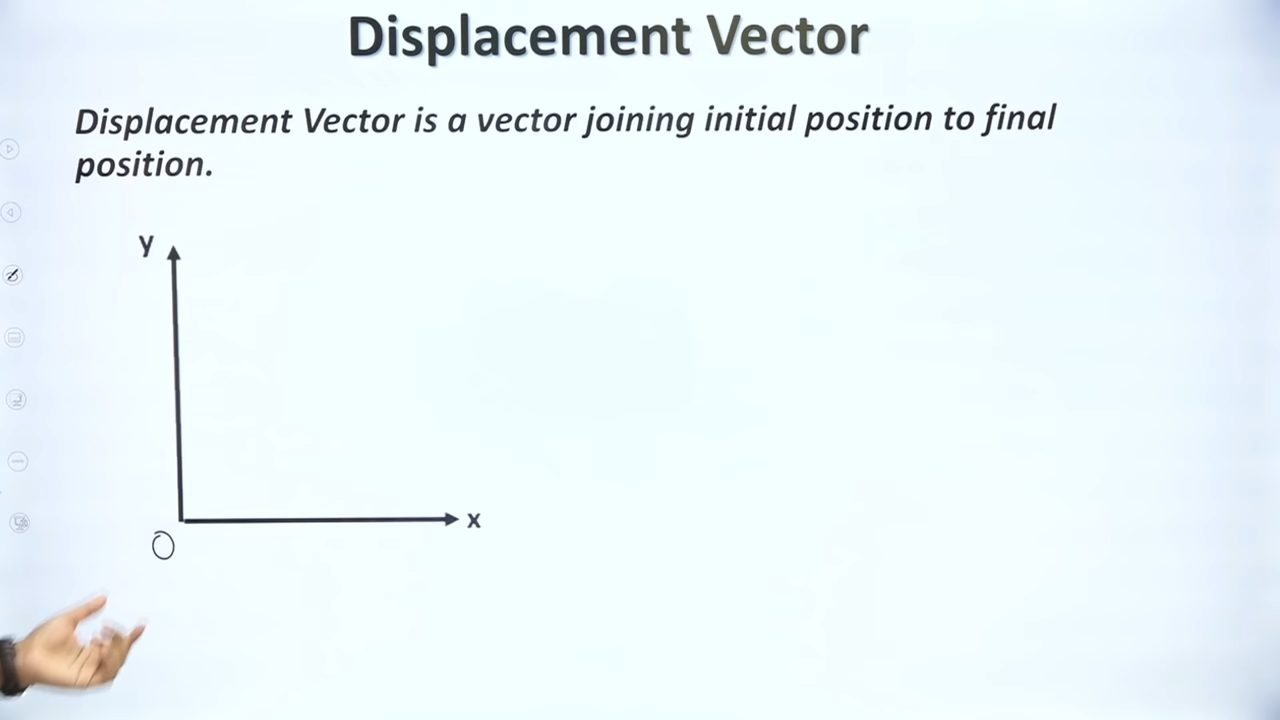 Displacement Vector
Displacement Vector is a vector joining initial position to final
position.
y
x
O